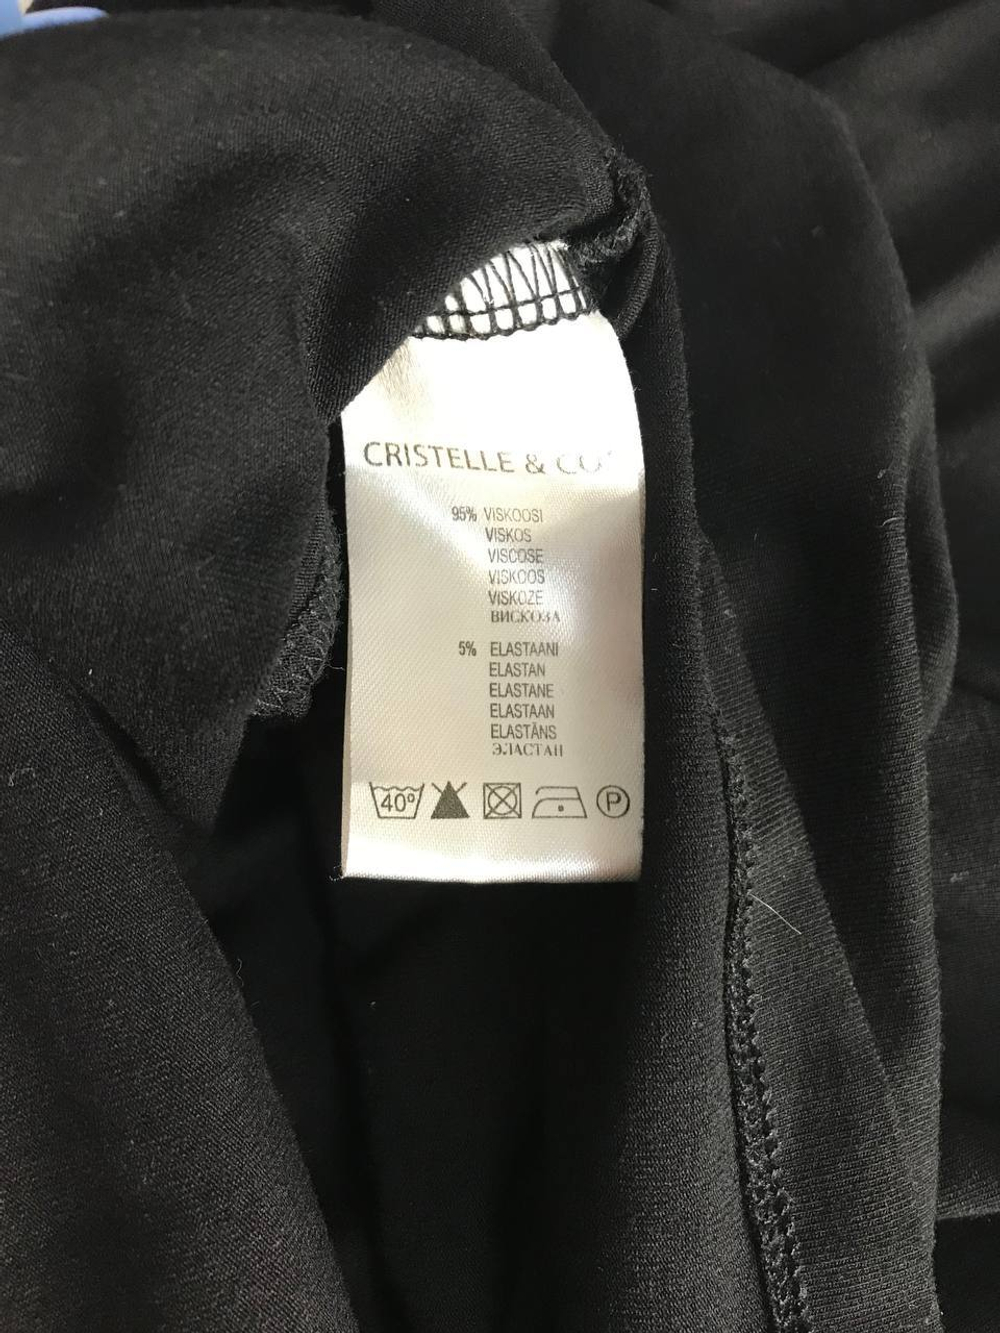 CRISTELLE & CO
95% VISKOOSI
VISKOS
VISCOSE
VISKOOS
VISKOZE
ВИСКОЗА
5% ELASTAANI
ELASTAN
ELASTANE
ELASTAAN
ELASTĀNS
ЭЛАСТАН
40° P